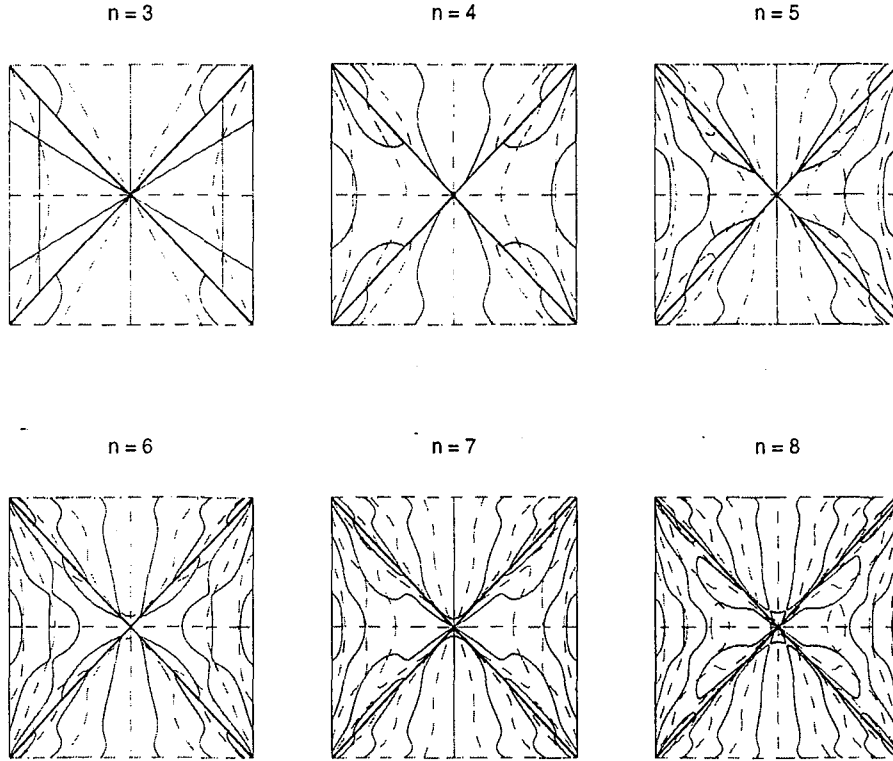 n = 3 n = 4 n = 5
n = 6 n = 7 n = 8